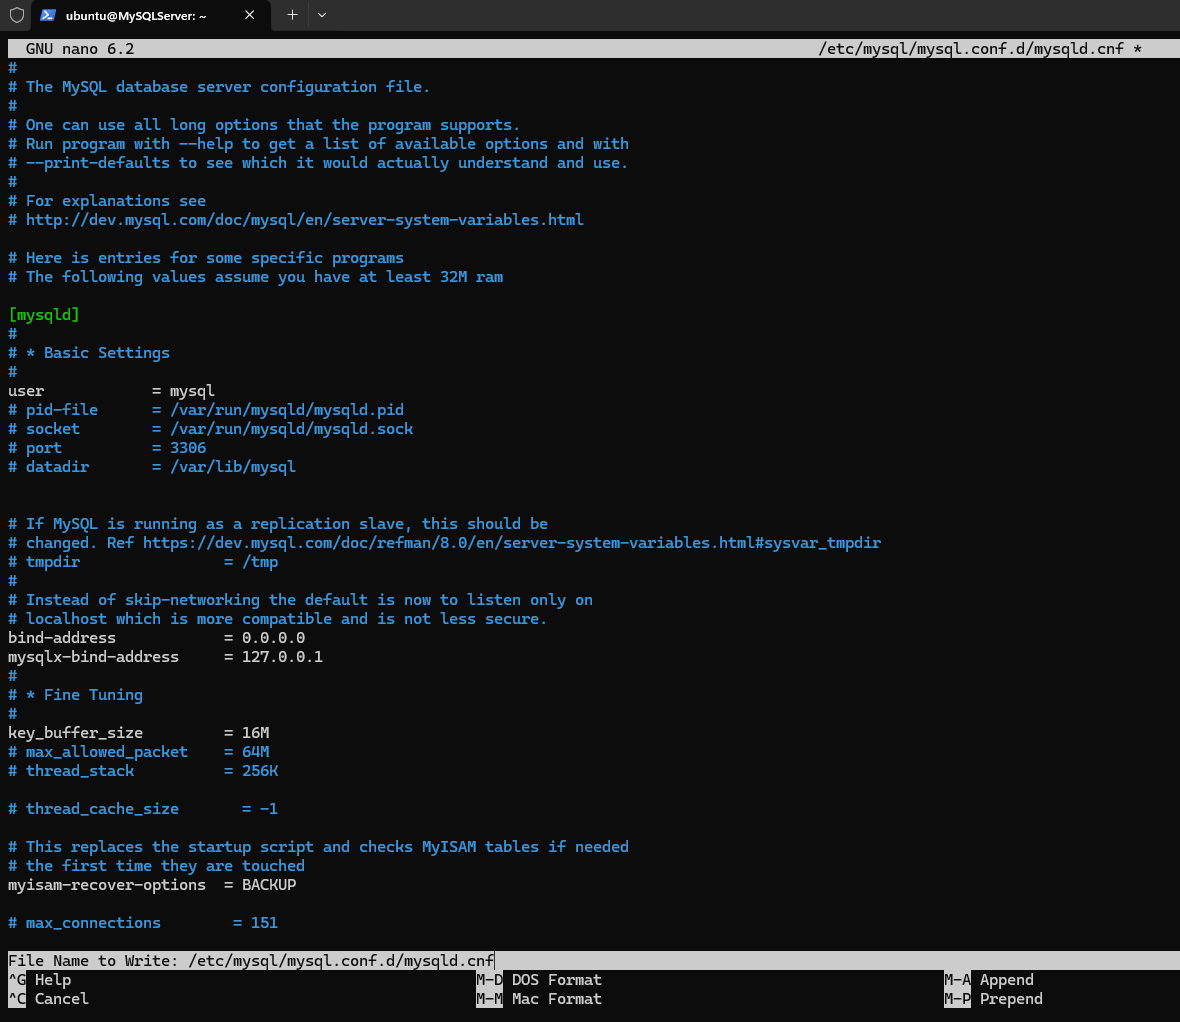 ubuntu@MySQLServer: ~
GNU nano 6.2 /etc/mysql/mysql.conf.d/mysqld.cnf *
#
# The MySQL database server configuration file.
#
# One can use all long options that the program supports.
# Run program with --help to get a list of available options and with
# --print-defaults to see which it would actually understand and use.
#
# For explanations see
# http://dev.mysql.com/doc/mysql/en/server-system-variables.html

# Here is entries for some specific programs
# The following values assume you have at least 32M ram

[mysqld]
#
# * Basic Settings
#
user            = mysql
# pid-file      = /var/run/mysqld/mysqld.pid
# socket        = /var/run/mysqld/mysqld.sock
# port          = 3306
# datadir       = /var/lib/mysql


# If MySQL is running as a replication slave, this should be
# changed. Ref https://dev.mysql.com/doc/refman/8.0/en/server-system-variables.html#sysvar_tmpdir
# tmpdir                = /tmp
#
# Instead of skip-networking the default is now to listen only on
# localhost which is more compatible and is not less secure.
bind-address            = 0.0.0.0
mysqlx-bind-address     = 127.0.0.1
#
# * Fine Tuning
#
key_buffer_size         = 16M
# max_allowed_packet    = 64M
# thread_stack          = 256K

# thread_cache_size       = -1

# This replaces the startup script and checks MyISAM tables if needed
# the first time they are touched
myisam-recover-options  = BACKUP

# max_connections        = 151

File Name to Write: /etc/mysql/mysql.conf.d/mysqld.cnf
^G Help M-D DOS Format M-A Append
^C Cancel M-M Mac Format M-P Prepend